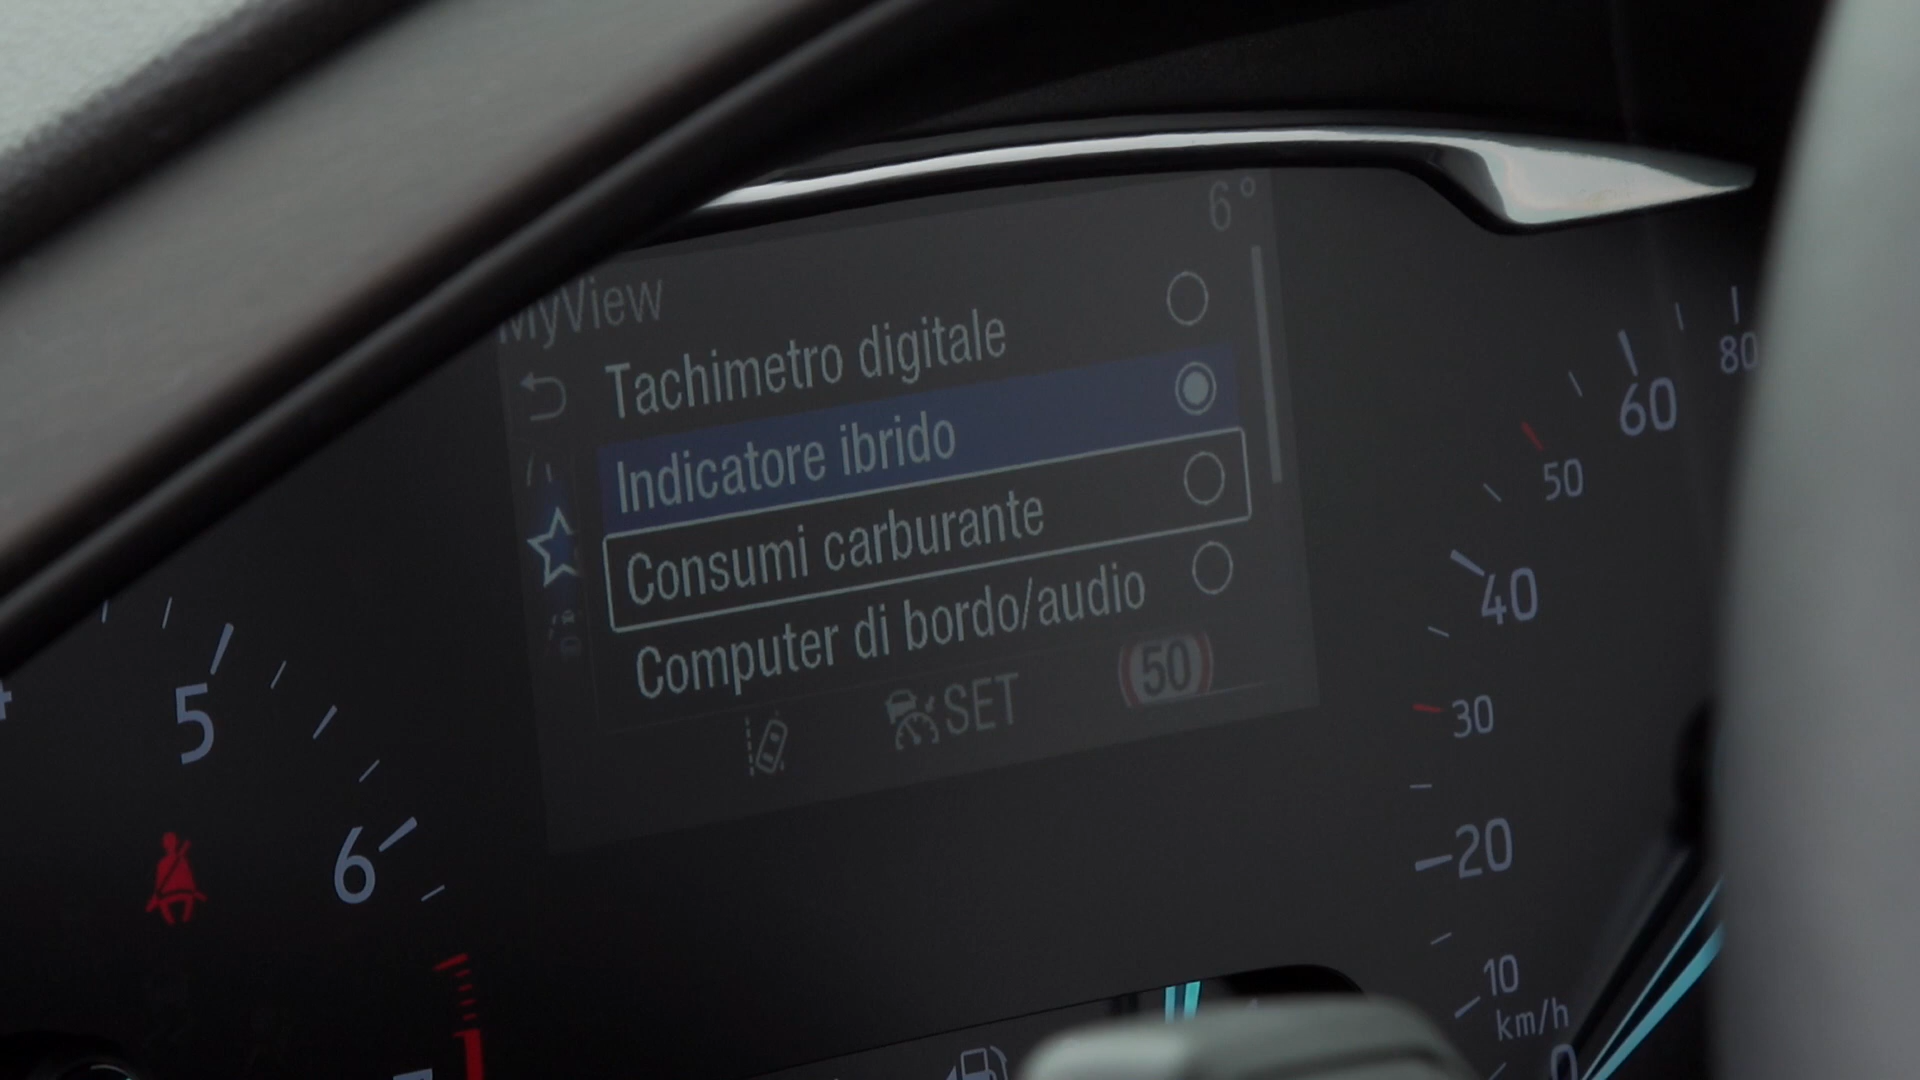 6°
MyView
Tachimetro digitale
Indicatore ibrido
Consumi carburante
Computer di bordo/audio
SET
50
5
6
80
60
50
40
30
20
10
km/h
0